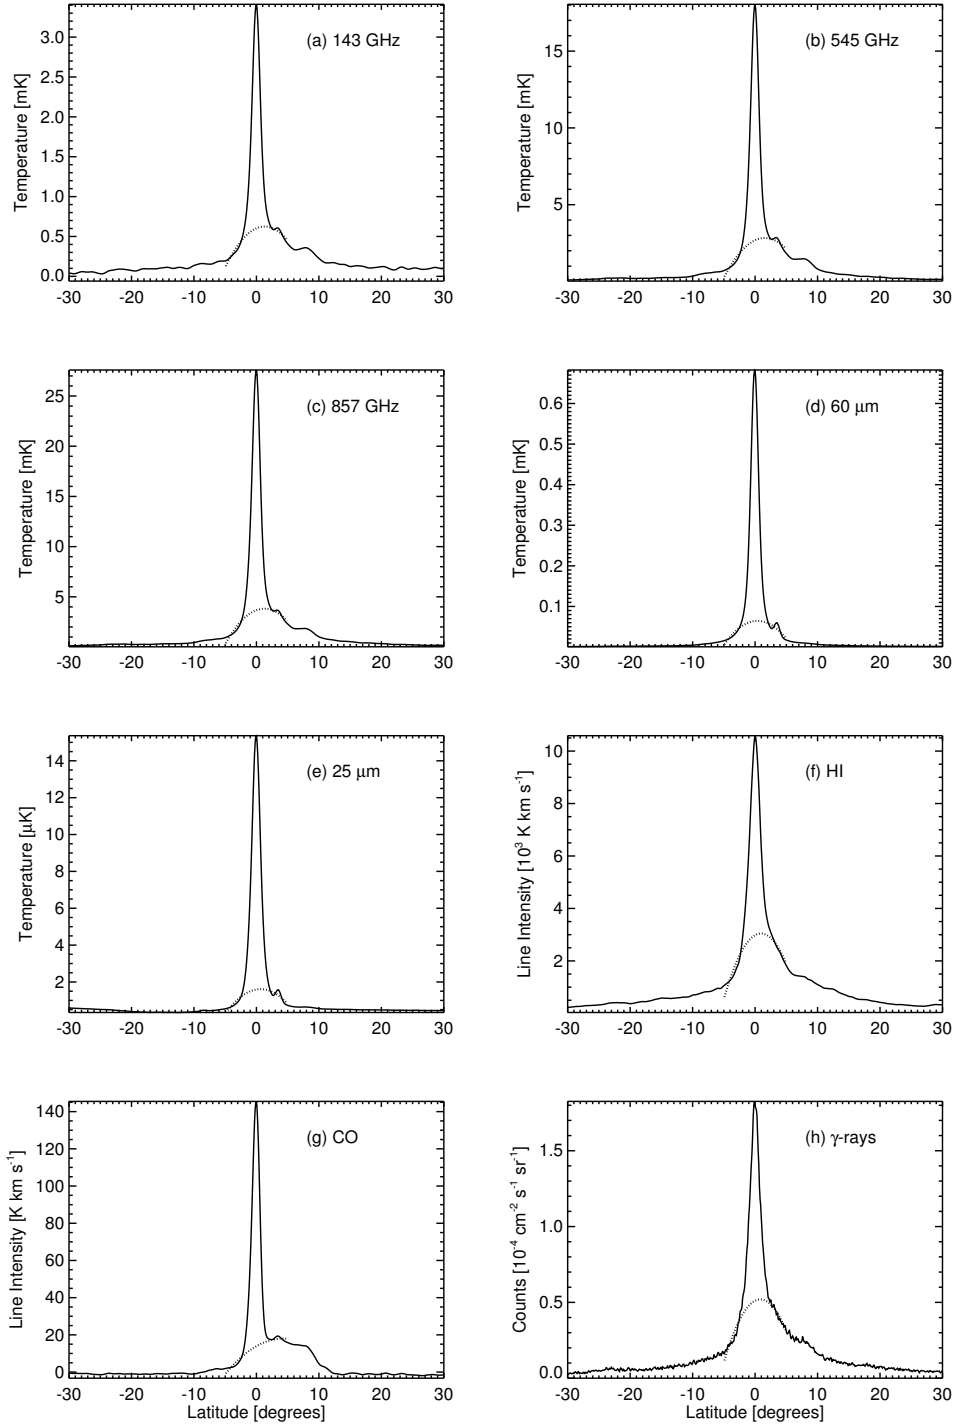 (a) 143 GHz
Temperature [mK]
3.0
2.5
2.0
1.5
1.0
0.5
0.0
-30 -20 -10 0 10 20 30
(b) 545 GHz
Temperature [mK]
15
10
5
-30 -20 -10 0 10 20 30
(c) 857 GHz
Temperature [mK]
25
20
15
10
5
-30 -20 -10 0 10 20 30
(d) 60 μm
Temperature [mK]
0.6
0.5
0.4
0.3
0.2
0.1
-30 -20 -10 0 10 20 30
(e) 25 μm
Temperature [μK]
14
12
10
8
6
4
2
-30 -20 -10 0 10 20 30
(f) HI
Line Intensity [10³ K km s⁻¹]
10
8
6
4
2
-30 -20 -10 0 10 20 30
(g) CO
Line Intensity [K km s⁻¹]
140
120
100
80
60
40
20
0
-30 -20 -10 0 10 20 30
Latitude [degrees]
(h) γ-rays
Counts [10⁻⁴ cm⁻² s⁻¹ sr⁻¹]
1.5
1.0
0.5
0.0
-30 -20 -10 0 10 20 30
Latitude [degrees]